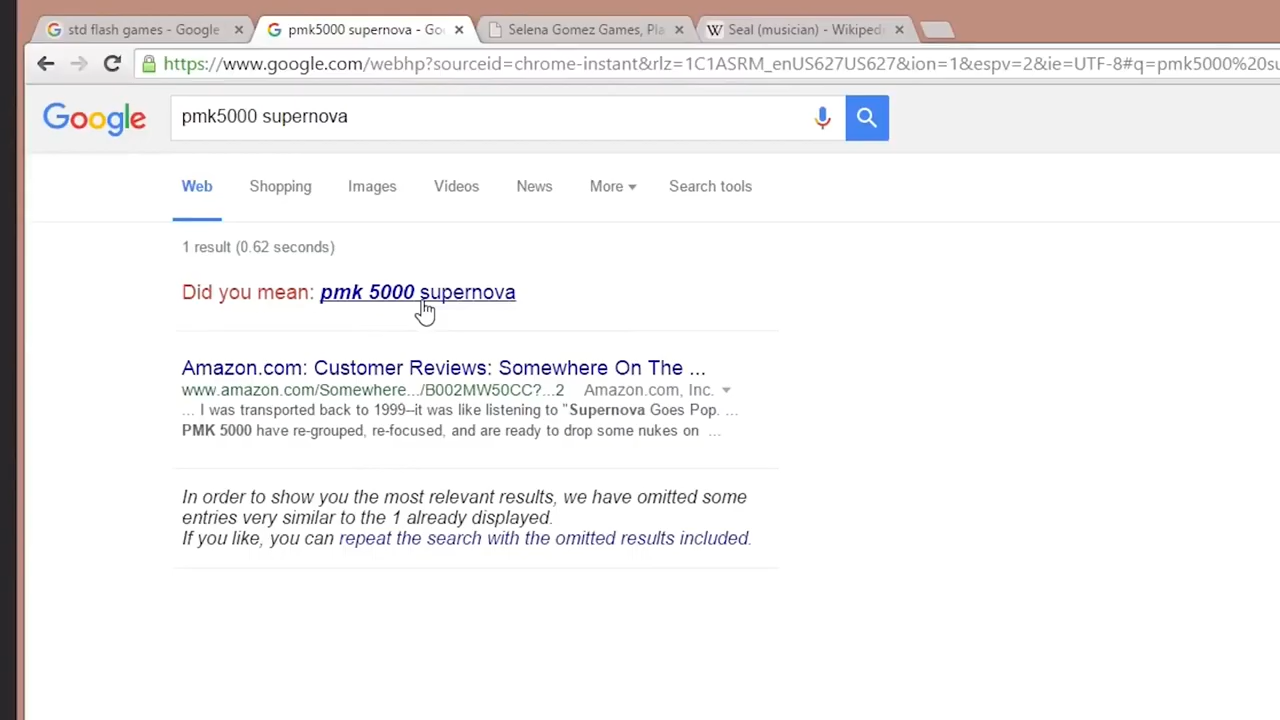 std flash games - Google
pmk5000 supernova - Goo
Selena Gomez Games, Pla
W Seal (musician) - Wikiped
https://www.google.com/webhp?sourceid=chrome-instant&rlz=1C1ASRM_enUS627US627&ion=1&espv=2&ie=UTF-8#q=pmk5000%20su
Google
pmk5000 supernova
Web Shopping Images Videos News More Search tools
1 result (0.62 seconds)
Did you mean: pmk 5000 supernova
Amazon.com: Customer Reviews: Somewhere On The ...
www.amazon.com/Somewhere.../B002MW50CC?...2 Amazon.com, Inc.
... I was transported back to 1999--it was like listening to "Supernova Goes Pop. ...
PMK 5000 have re-grouped, re-focused, and are ready to drop some nukes on ...
In order to show you the most relevant results, we have omitted some
entries very similar to the 1 already displayed.
If you like, you can repeat the search with the omitted results included.